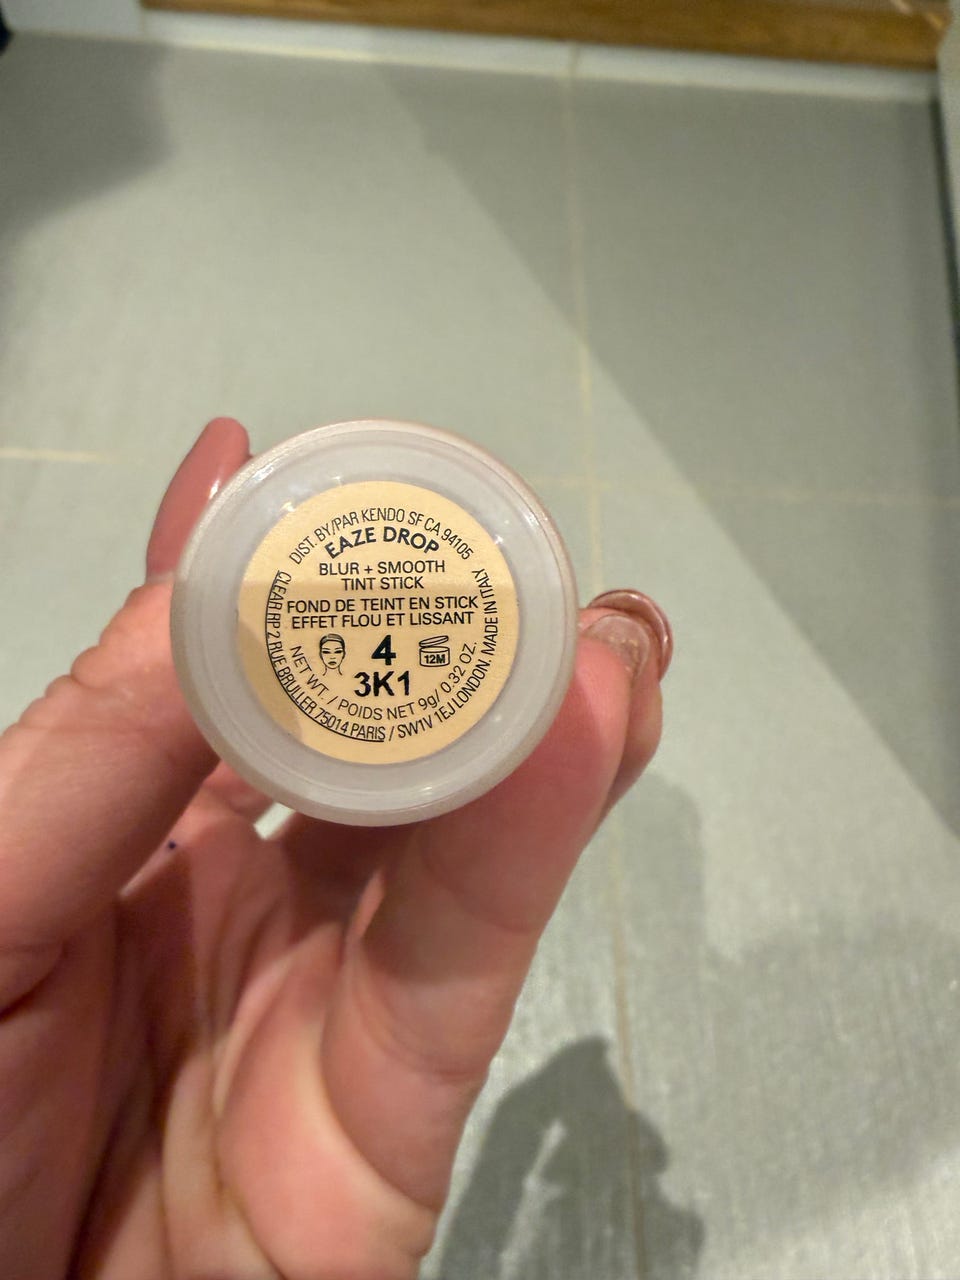 DIST. BY/PAR KENDO SF CA 94105
EAZE DROP
BLUR + SMOOTH
TINT STICK
FOND DE TEINT EN STICK
EFFET FLOU ET LISSANT
4
12M
3K1
NET WT. / POIDS NET 9g/ 0.32 OZ.
CLEAR RP 2 RUE BRULLER 75014 PARIS / SW1V 1EJ LONDON. MADE IN ITALY